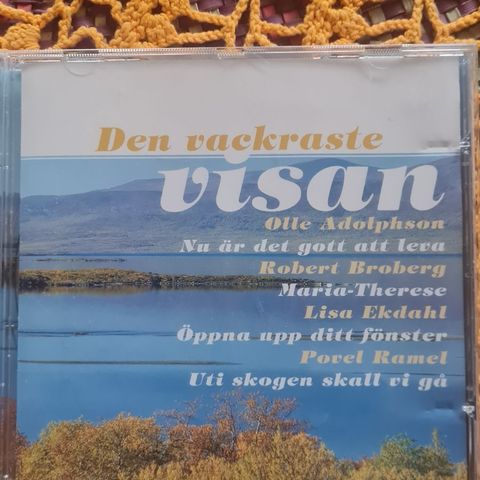 Den vackraste
visan
Olle Adolphson
Nu är det gott att leva
Robert Broberg
Maria-Therese
Lisa Ekdahl
Öppna upp ditt fönster
Povel Ramel
Uti skogen skall vi gå